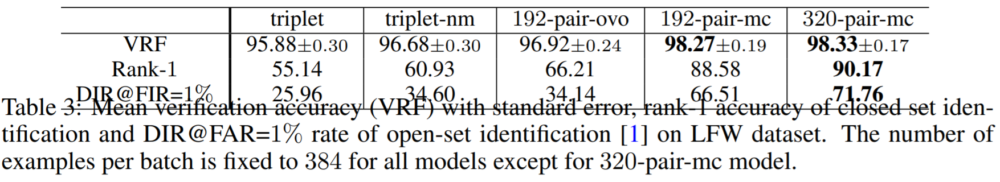 triplet triplet-nm 192-pair-ovo 192-pair-mc 320-pair-mc
VRF 95.88±0.30 96.68±0.30 96.92±0.24 98.27±0.19 98.33±0.17
Rank-1 55.14 60.93 66.21 88.58 90.17
DIR@FIR=1% 25.96 34.60 34.14 66.51 71.76
Table 3: Mean verification accuracy (VRF) with standard error, rank-1 accuracy of closed set iden-
tification and DIR@FAR=1% rate of open-set identification [1] on LFW dataset. The number of
examples per batch is fixed to 384 for all models except for 320-pair-mc model.